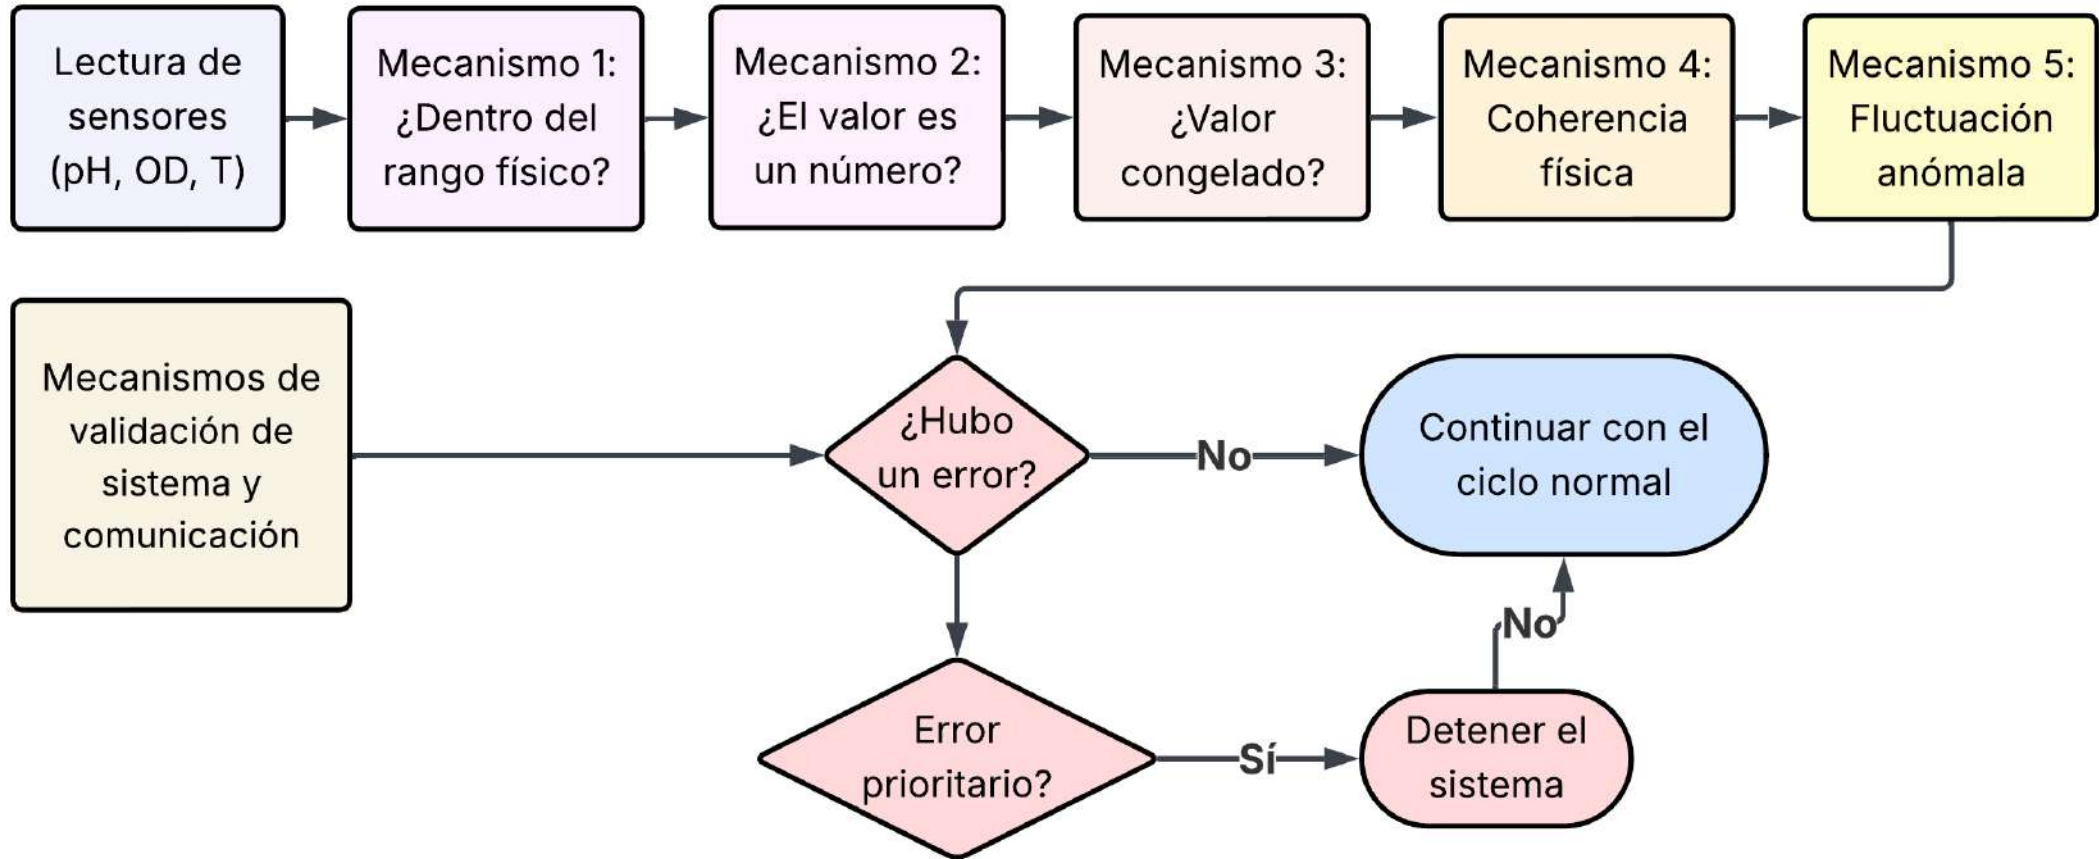 Lectura de
sensores
(pH, OD, T)
Mecanismo 1:
¿Dentro del
rango físico?
Mecanismo 2:
¿El valor es
un número?
Mecanismo 3:
¿Valor
congelado?
Mecanismo 4:
Coherencia
física
Mecanismo 5:
Fluctuación
anómala
Mecanismos de
validación de
sistema y
comunicación
¿Hubo
un error?
No
Continuar con el
ciclo normal
No
Error
prioritario?
Sí
Detener el
sistema